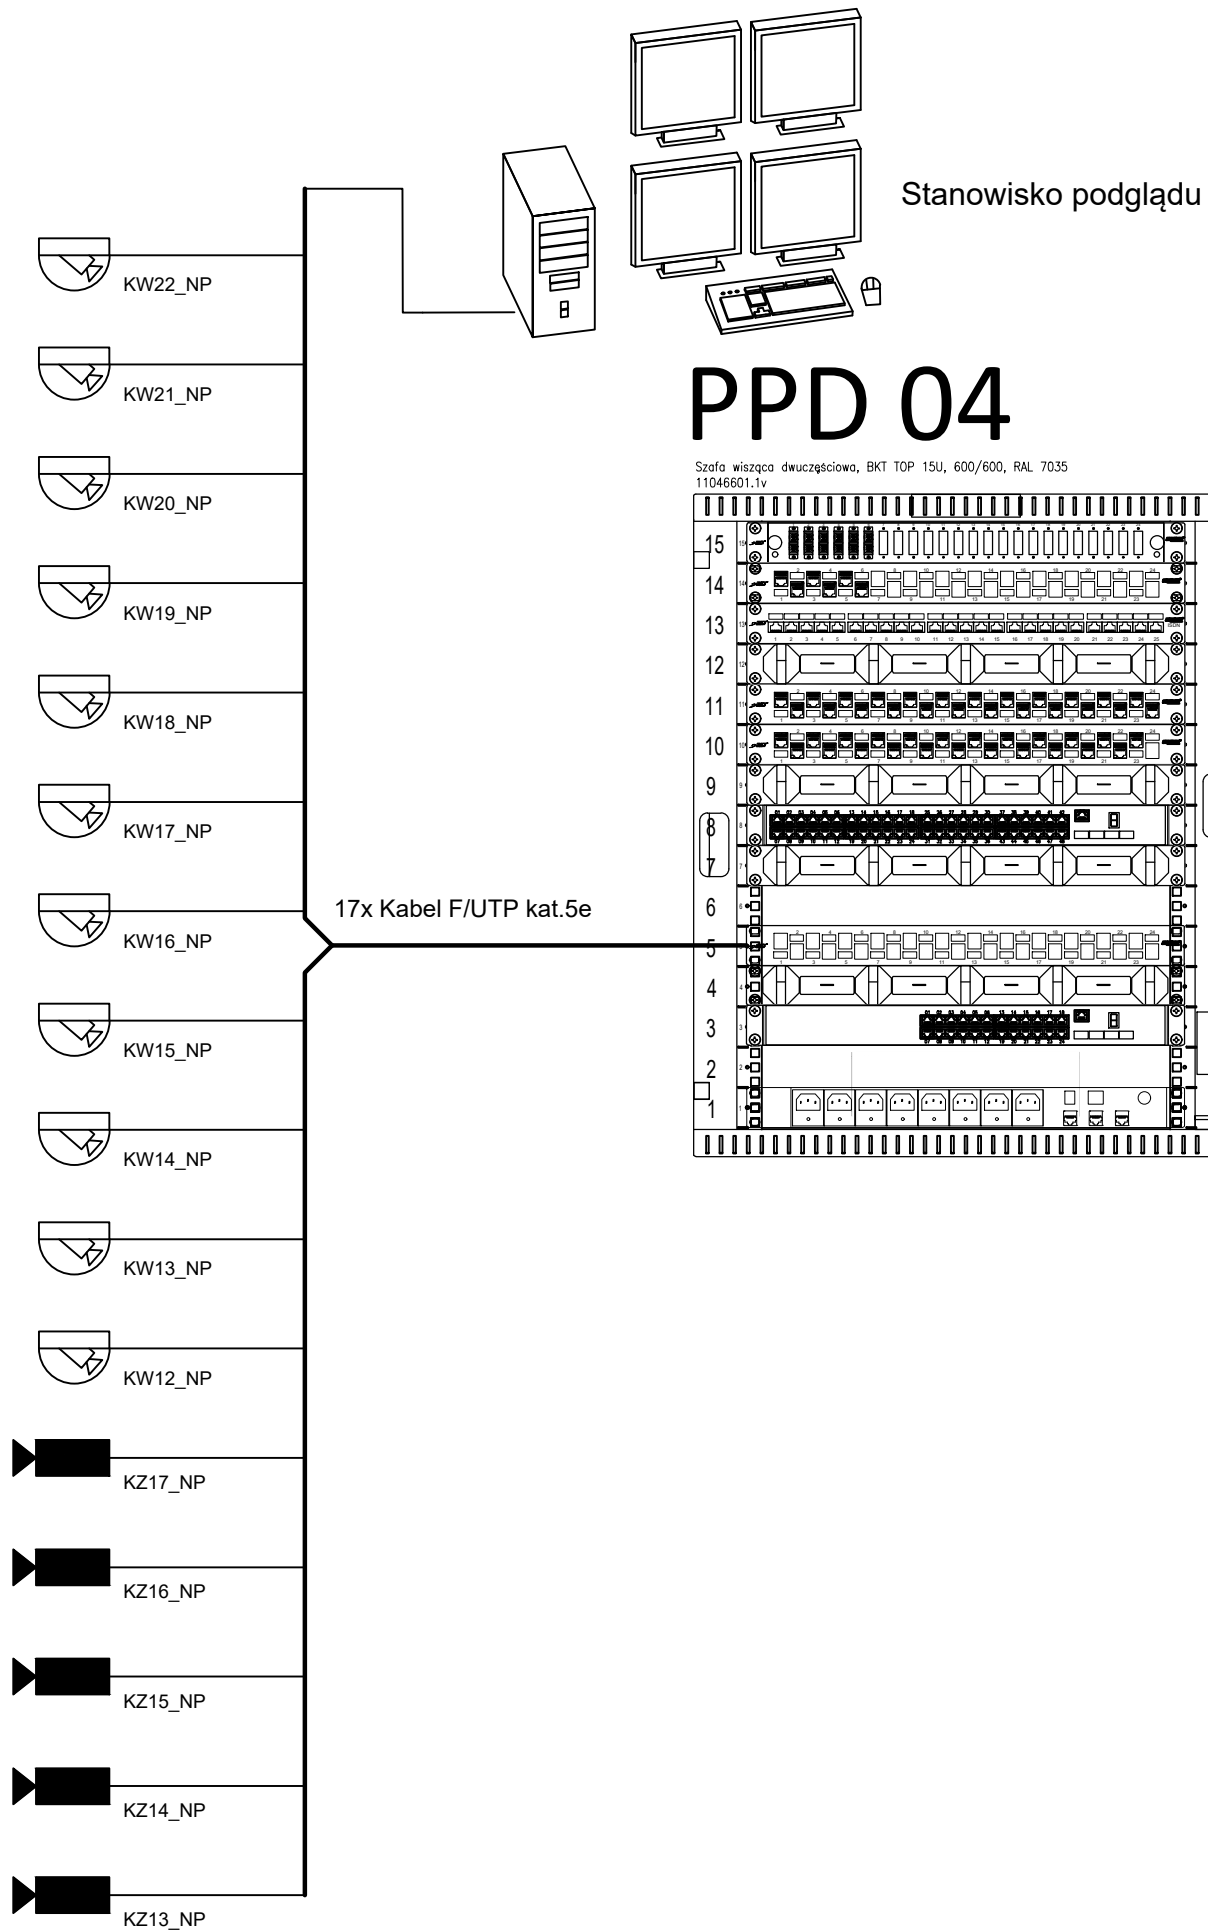 Stanowisko podglądu
KW22_NP
KW21_NP
PPD 04
Szafa wisząca dwuczęściowa, BKT TOP 15U, 600/600, RAL 7035
11046601.1v
KW20_NP
KW19_NP
KW18_NP
KW17_NP
KW16_NP
17x Kabel F/UTP kat.5e
KW15_NP
KW14_NP
KW13_NP
KW12_NP
KZ17_NP
KZ16_NP
KZ15_NP
KZ14_NP
KZ13_NP
15
14
13
12
11
10
9
8
7
6
5
4
3
2
1